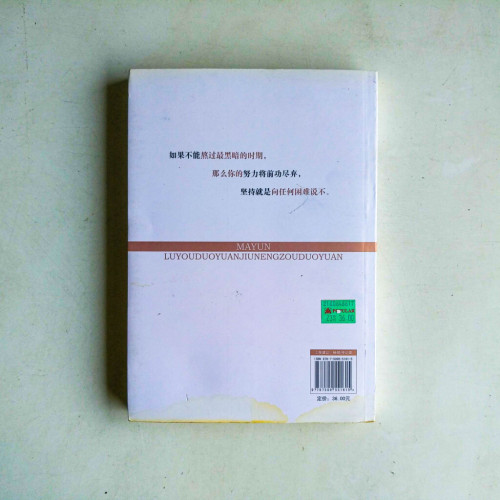 如果不能熬过最黑暗的时期，
那么你的努力将前功尽弃，
坚持就是向任何困难说不。
MAYUN
LUYOUDUOYUANJIUNENGZOUDUOYUAN
POPULAR
定价：36.00元